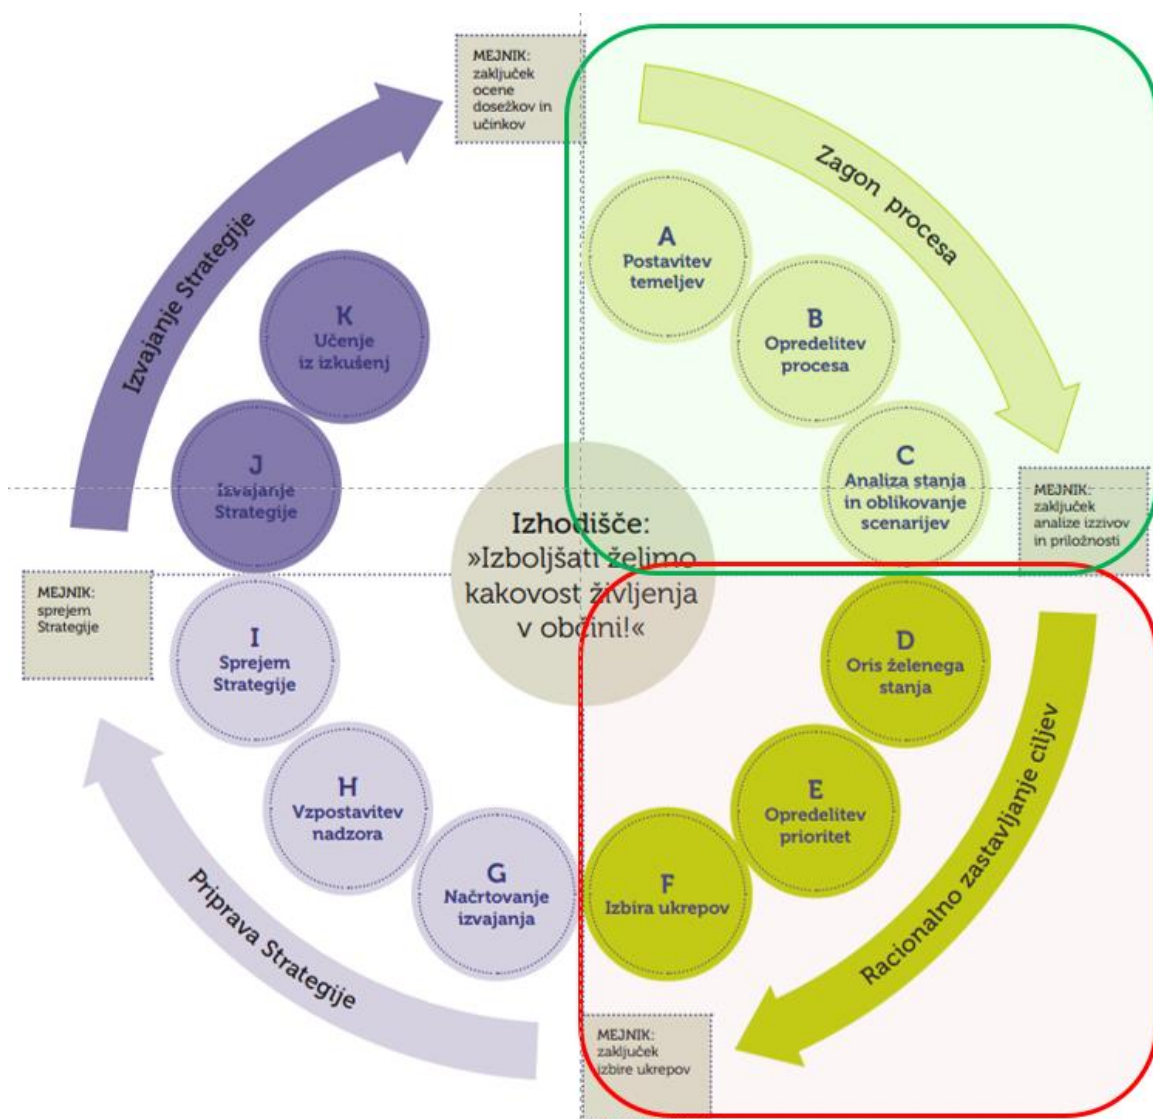 MEJNIK:
zaključek
ocene
dosežkov in
učinkov
Zagon procesa
A
Postavitev
temeljev
B
Opredelitev
procesa
C
Analiza stanja
in oblikovanje
scenarijev
MEJNIK:
zaključek
analize izzivov
in priložnosti
Izhodišče:
»Izboljšati želimo
kakovost življenja
v občini!«
D
Oris želenega
stanja
E
Opredelitev
prioritet
F
Izbira ukrepov
Racionalno zastavljanje ciljev
MEJNIK:
zaključek
izbire ukrepov
G
Načrtovanje
izvajanja
H
Vzpostavitev
nadzora
I
Sprejem
Strategije
Priprava Strategije
MEJNIK:
sprejem
Strategije
J
Izvajanje
Strategije
K
Učenje
iz izkušenj
Izvajanje Strategije